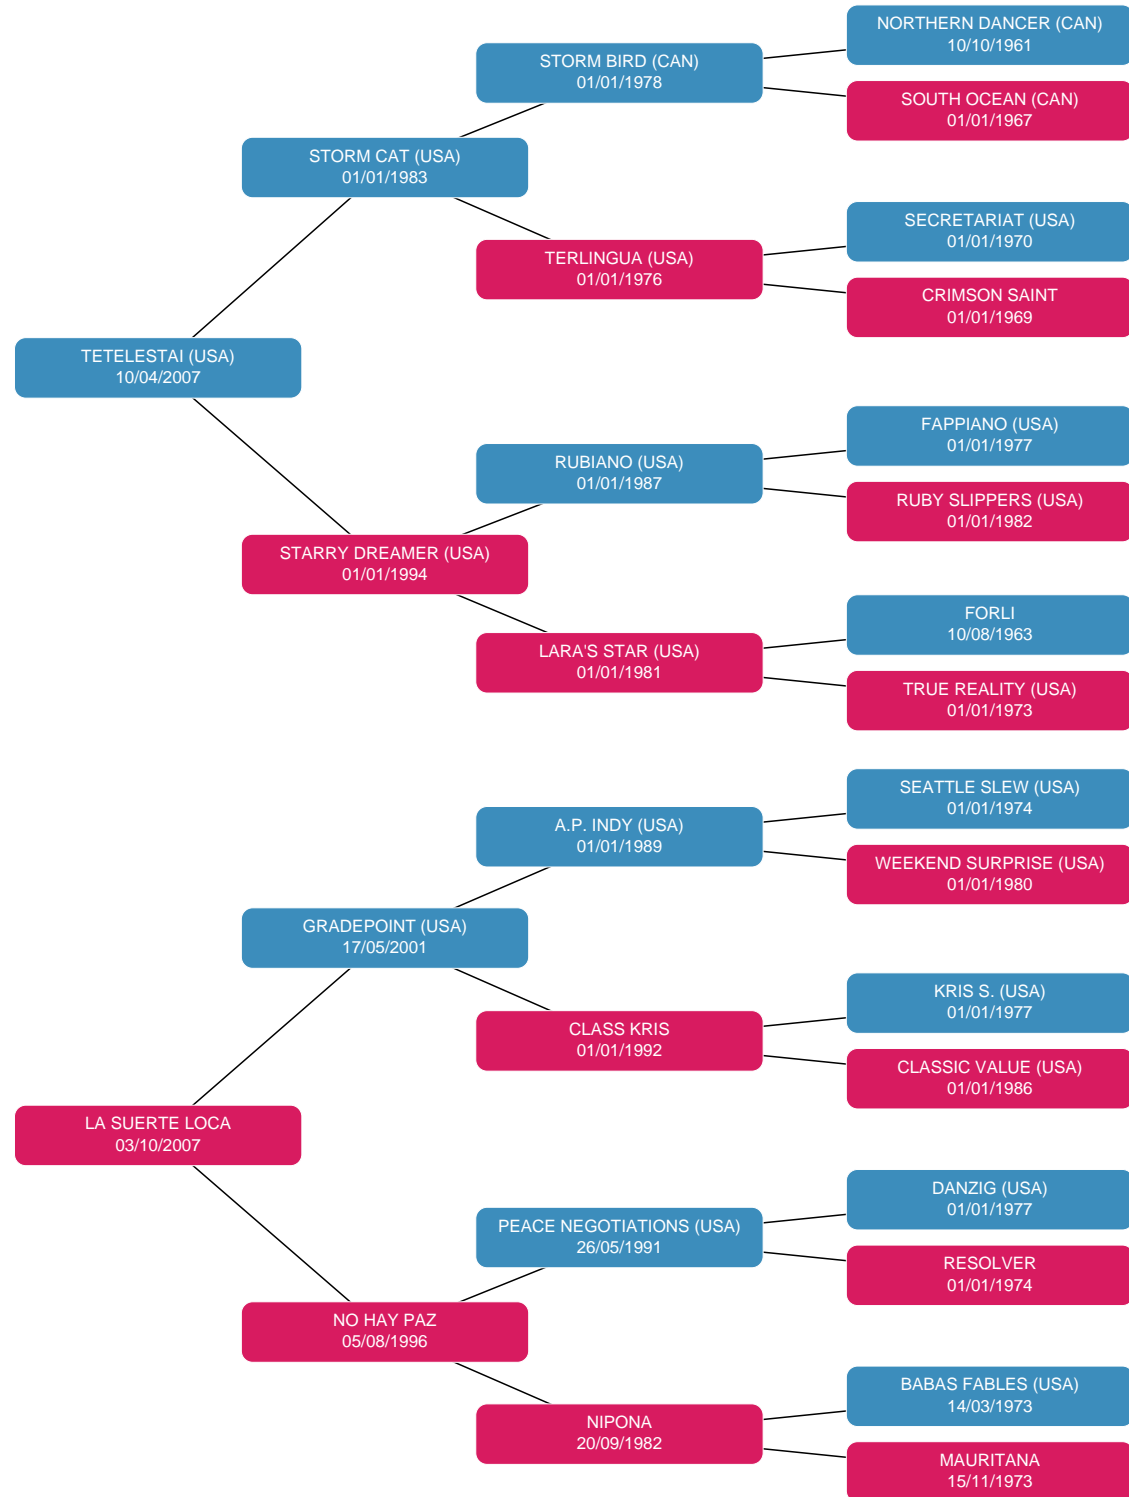 NORTHERN DANCER (CAN)
10/10/1961
STORM BIRD (CAN)
01/01/1978
SOUTH OCEAN (CAN)
01/01/1967
STORM CAT (USA)
01/01/1983
SECRETARIAT (USA)
01/01/1970
TERLINGUA (USA)
01/01/1976
CRIMSON SAINT
01/01/1969
TETELESTAI (USA)
10/04/2007
FAPPIANO (USA)
01/01/1977
RUBIANO (USA)
01/01/1987
RUBY SLIPPERS (USA)
01/01/1982
STARRY DREAMER (USA)
01/01/1994
FORLI
10/08/1963
LARA'S STAR (USA)
01/01/1981
TRUE REALITY (USA)
01/01/1973
SEATTLE SLEW (USA)
01/01/1974
A.P. INDY (USA)
01/01/1989
WEEKEND SURPRISE (USA)
01/01/1980
GRADEPOINT (USA)
17/05/2001
KRIS S. (USA)
01/01/1977
CLASS KRIS
01/01/1992
CLASSIC VALUE (USA)
01/01/1986
LA SUERTE LOCA
03/10/2007
DANZIG (USA)
01/01/1977
PEACE NEGOTIATIONS (USA)
26/05/1991
RESOLVER
01/01/1974
NO HAY PAZ
05/08/1996
BABAS FABLES (USA)
14/03/1973
NIPONA
20/09/1982
MAURITANA
15/11/1973